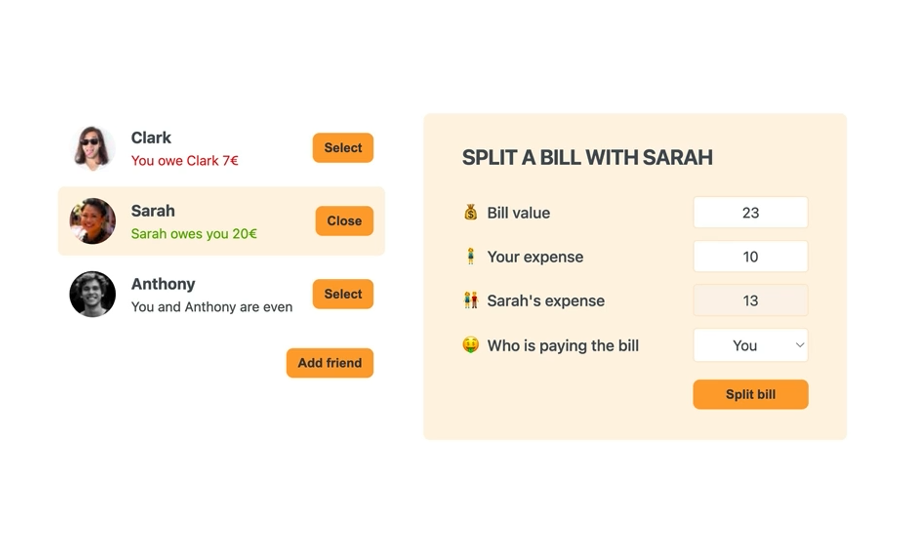 Clark
You owe Clark 7€
Select
Sarah
Sarah owes you 20€
Close
Anthony
You and Anthony are even
Select
Add friend
SPLIT A BILL WITH SARAH
Bill value
23
Your expense
10
Sarah's expense
13
Who is paying the bill
You
Split bill